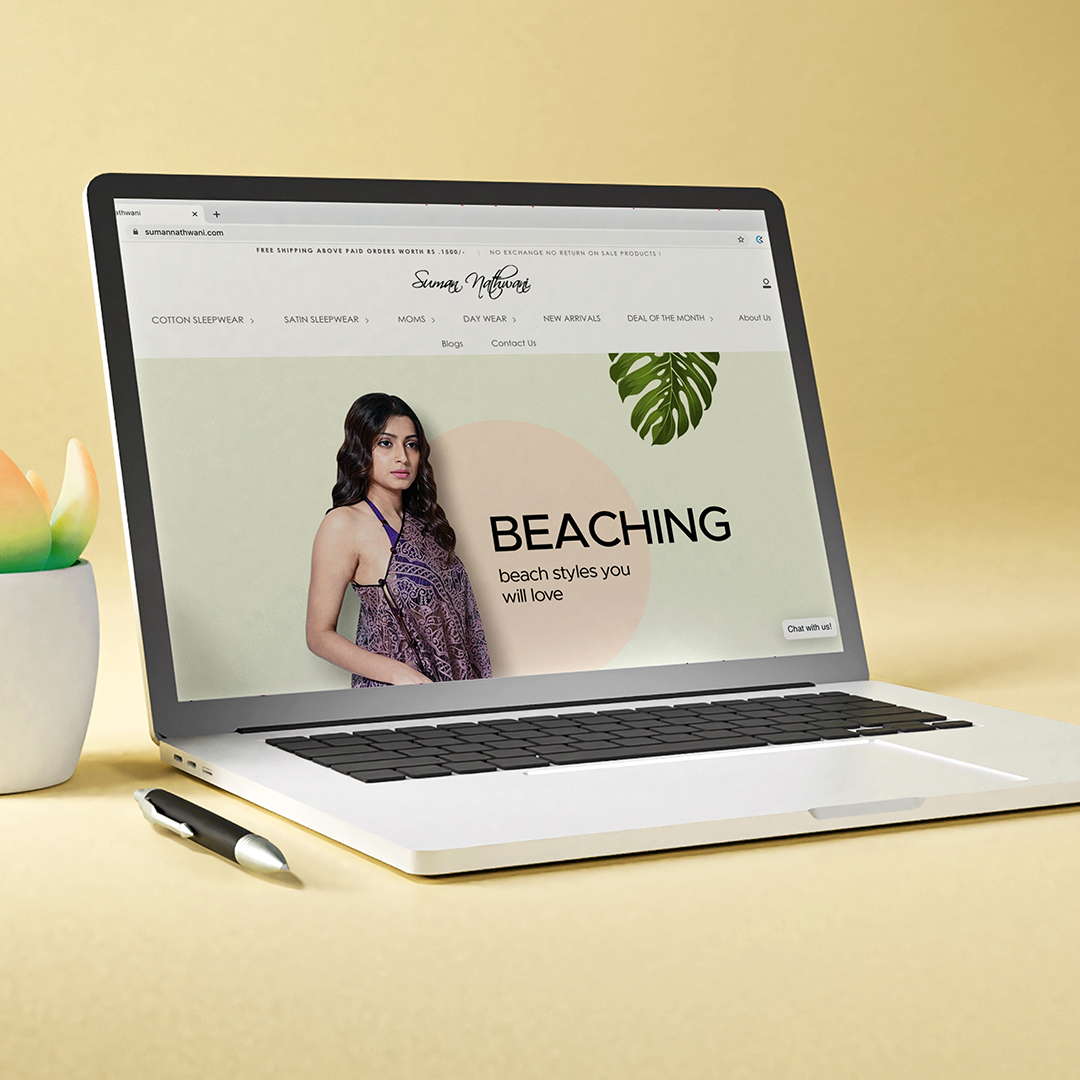 athwani
sumannathwani.com
FREE SHIPPING ABOVE PAID ORDERS WORTH RS .1500/- | NO EXCHANGE NO RETURN ON SALE PRODUCTS !
Suman Nathwani
COTTON SLEEPWEAR SATIN SLEEPWEAR MOMS DAY WEAR NEW ARRIVALS DEAL OF THE MONTH About Us
Blogs Contact Us
BEACHING
beach styles you
will love
Chat with us!